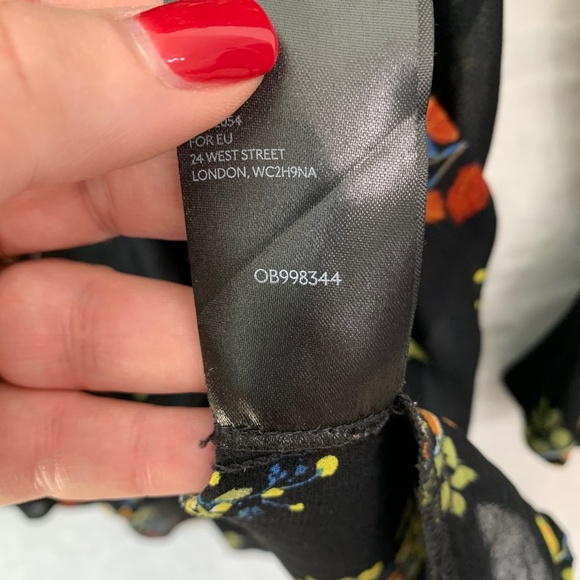 FOR EU
24 WEST STREET
LONDON, WC2H9NA
OB998344